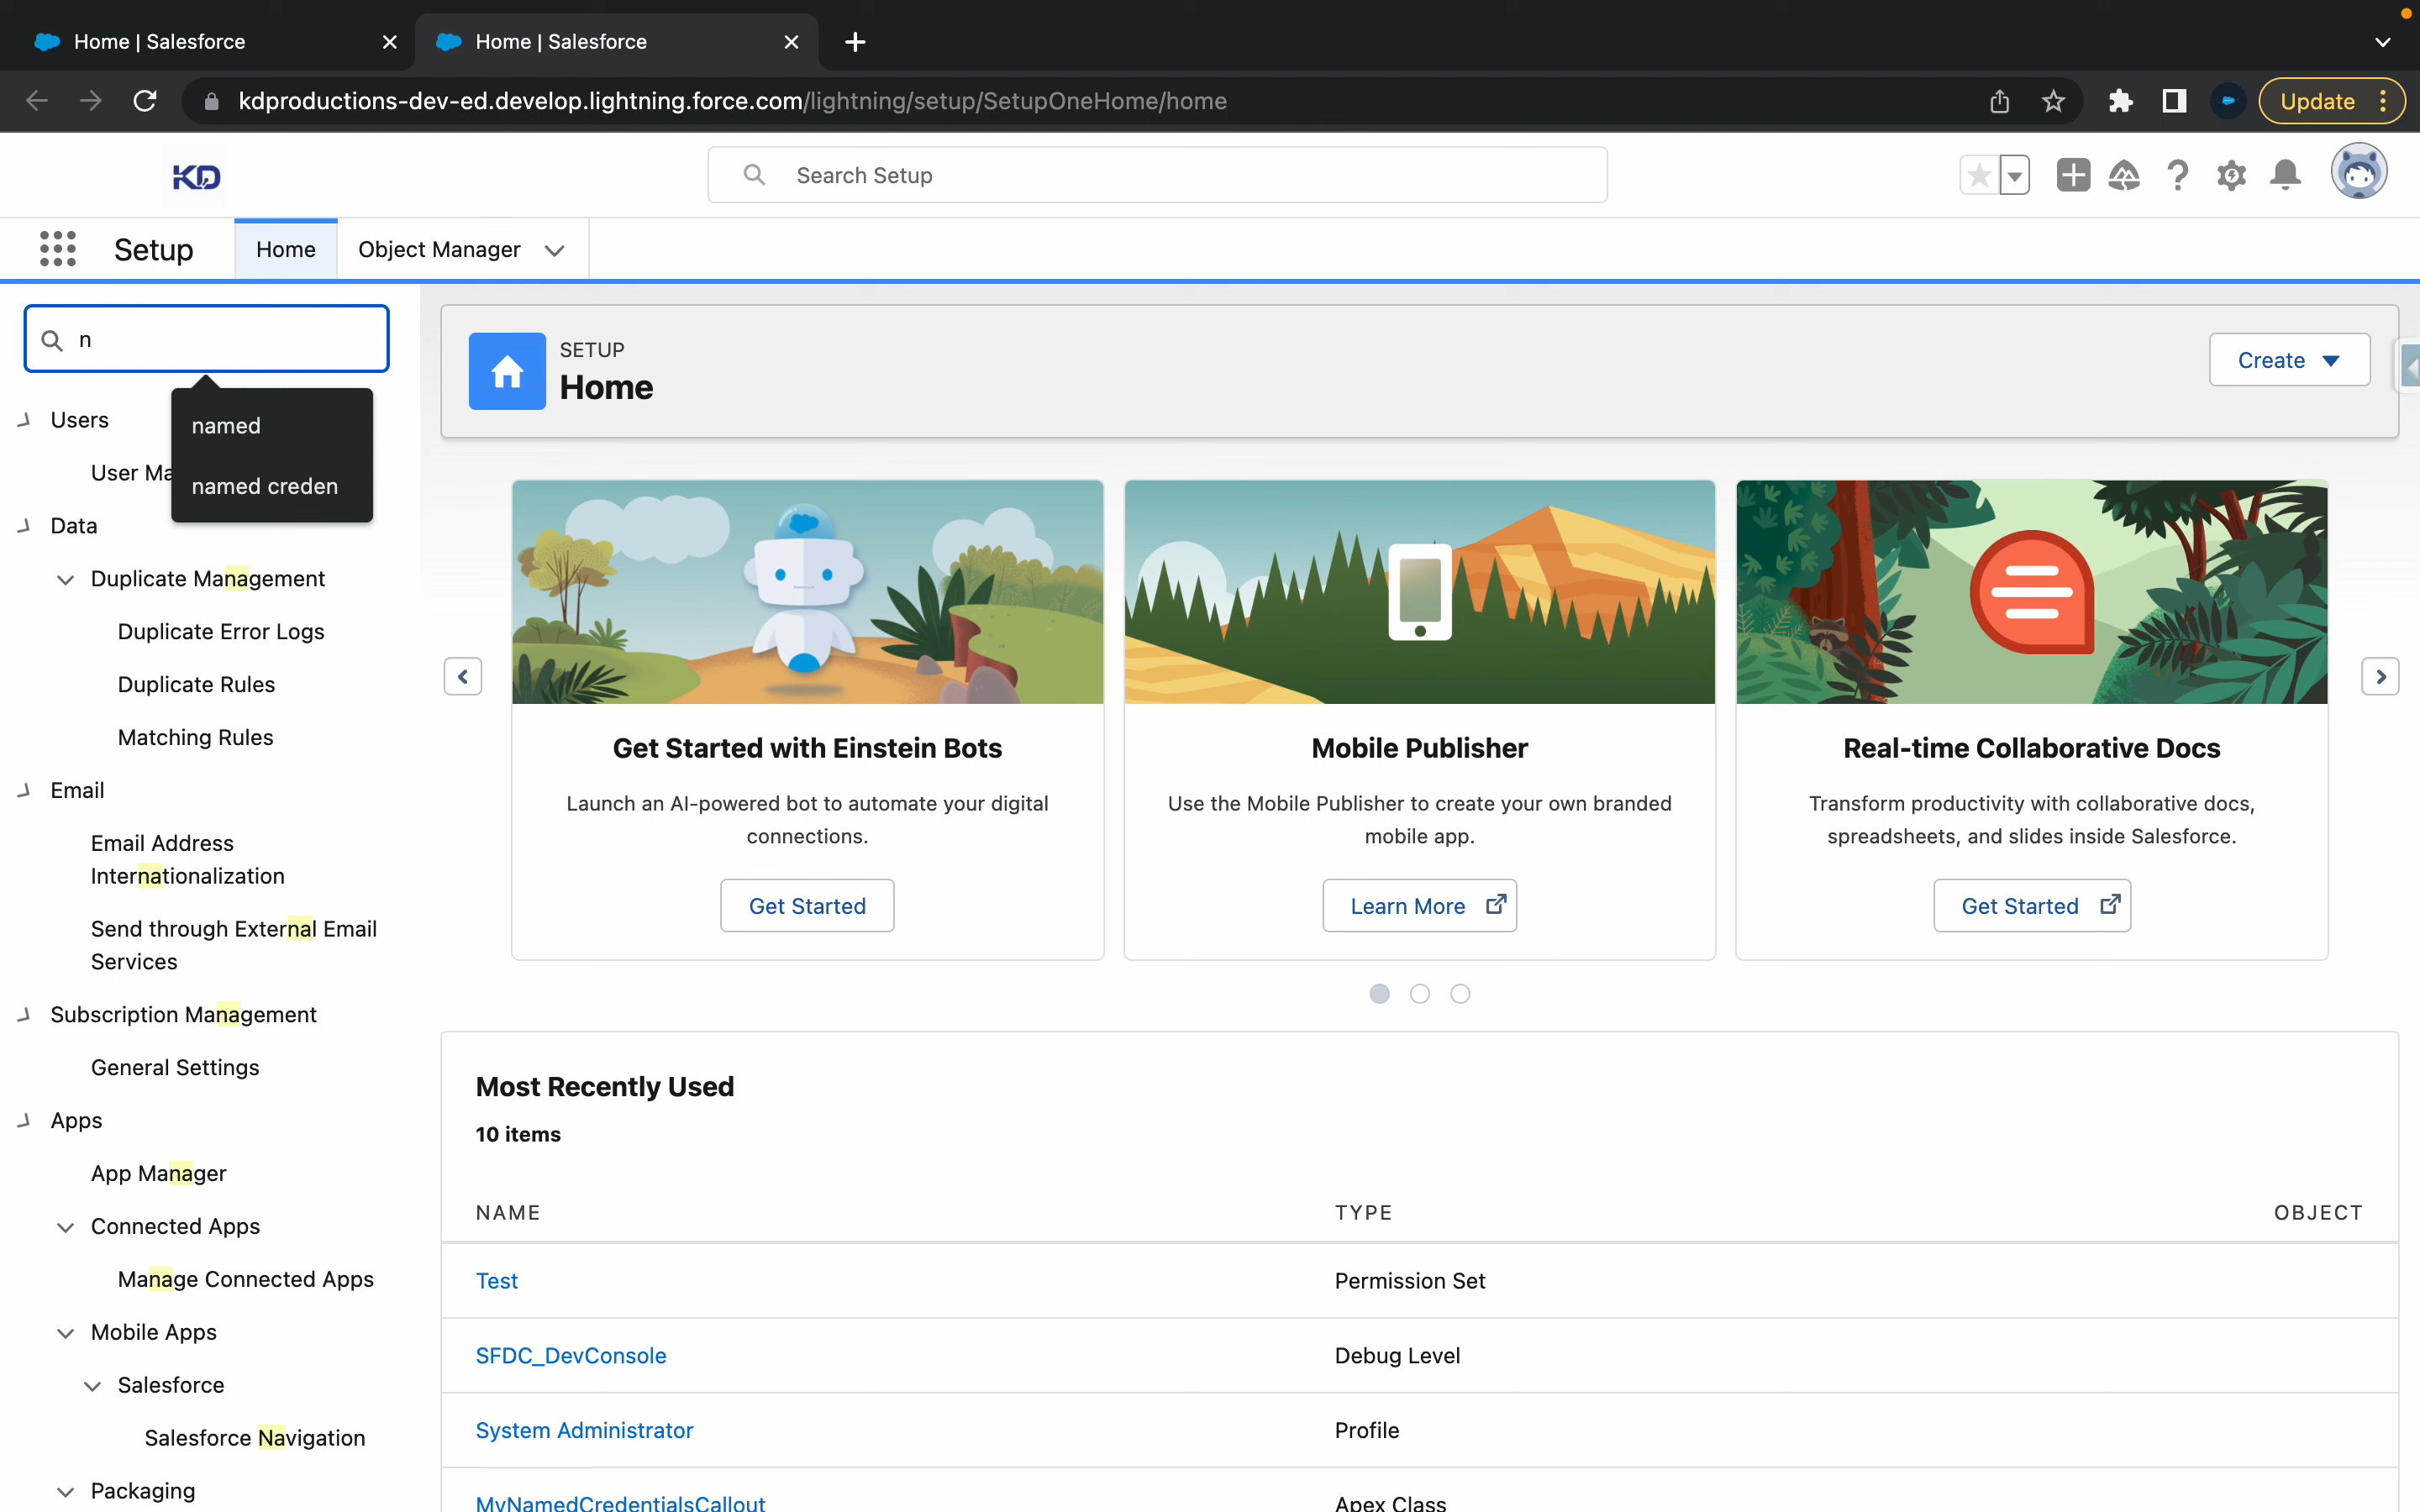 Home | Salesforce
Home | Salesforce
kdproductions-dev-ed.develop.lightning.force.com/lightning/setup/SetupOneHome/home
Update
KD
Search Setup
Setup
Home
Object Manager
n
named
named creden
Users
User Ma
Data
Duplicate Management
Duplicate Error Logs
Duplicate Rules
Matching Rules
Email
Email Address
Internationalization
Send through External Email
Services
Subscription Management
General Settings
Apps
App Manager
Connected Apps
Manage Connected Apps
Mobile Apps
Salesforce
Salesforce Navigation
Packaging
SETUP
Home
Create
Get Started with Einstein Bots
Launch an AI-powered bot to automate your digital
connections.
Get Started
Mobile Publisher
Use the Mobile Publisher to create your own branded
mobile app.
Learn More
Real-time Collaborative Docs
Transform productivity with collaborative docs,
spreadsheets, and slides inside Salesforce.
Get Started
Most Recently Used
10 items
NAME TYPE OBJECT
Test Permission Set
SFDC_DevConsole Debug Level
System Administrator Profile
MyNamedCredentialsCallout Apex Class